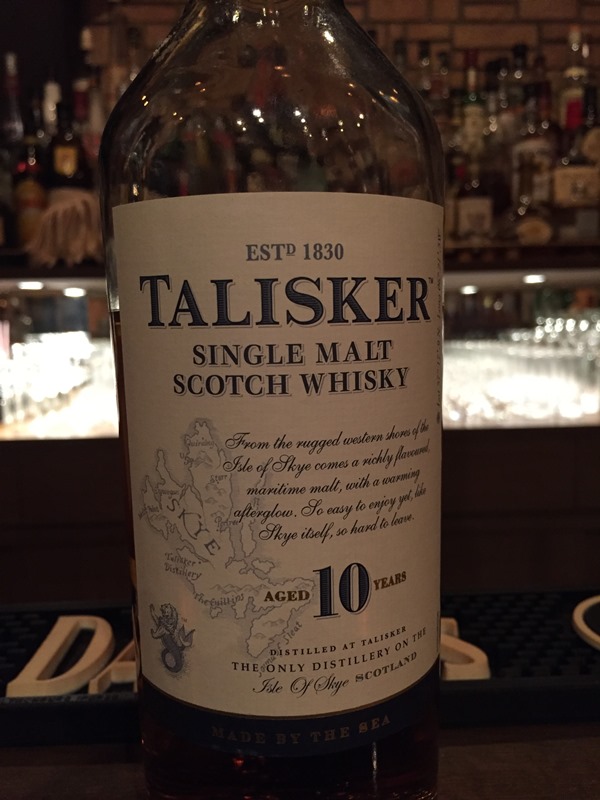 ESTD 1830
TALISKER
SINGLE MALT
SCOTCH WHISKY
From the rugged western shores of the
Isle of Skye comes a richly flavoured,
maritime malt, with a warming
afterglow. So easy to enjoy yet, like
Skye itself, so hard to leave.
SKYE
Talisker
Distillery
The Cuillins
Sleat
AGED 10 YEARS
DISTILLED AT TALISKER
THE ONLY DISTILLERY ON THE
Isle Of Skye SCOTLAND
MADE BY THE SEA